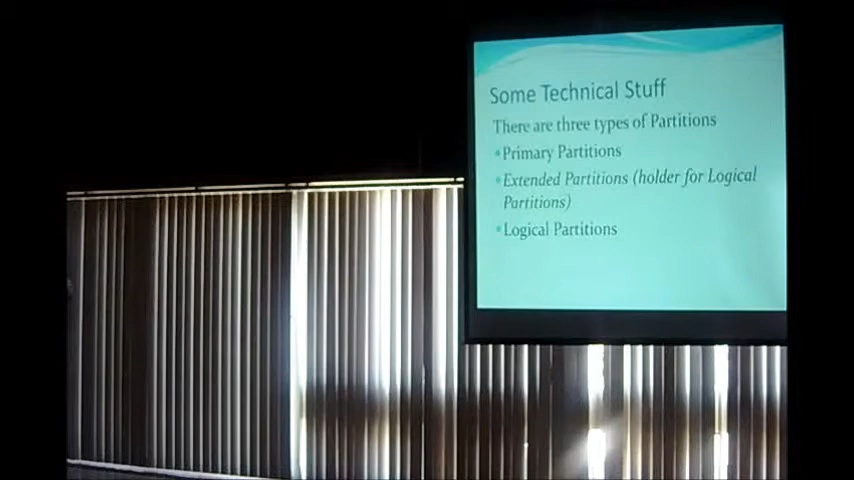 Some Technical Stuff
There are three types of Partitions
•Primary Partitions
•Extended Partitions (holder for Logical
Partitions)
•Logical Partitions